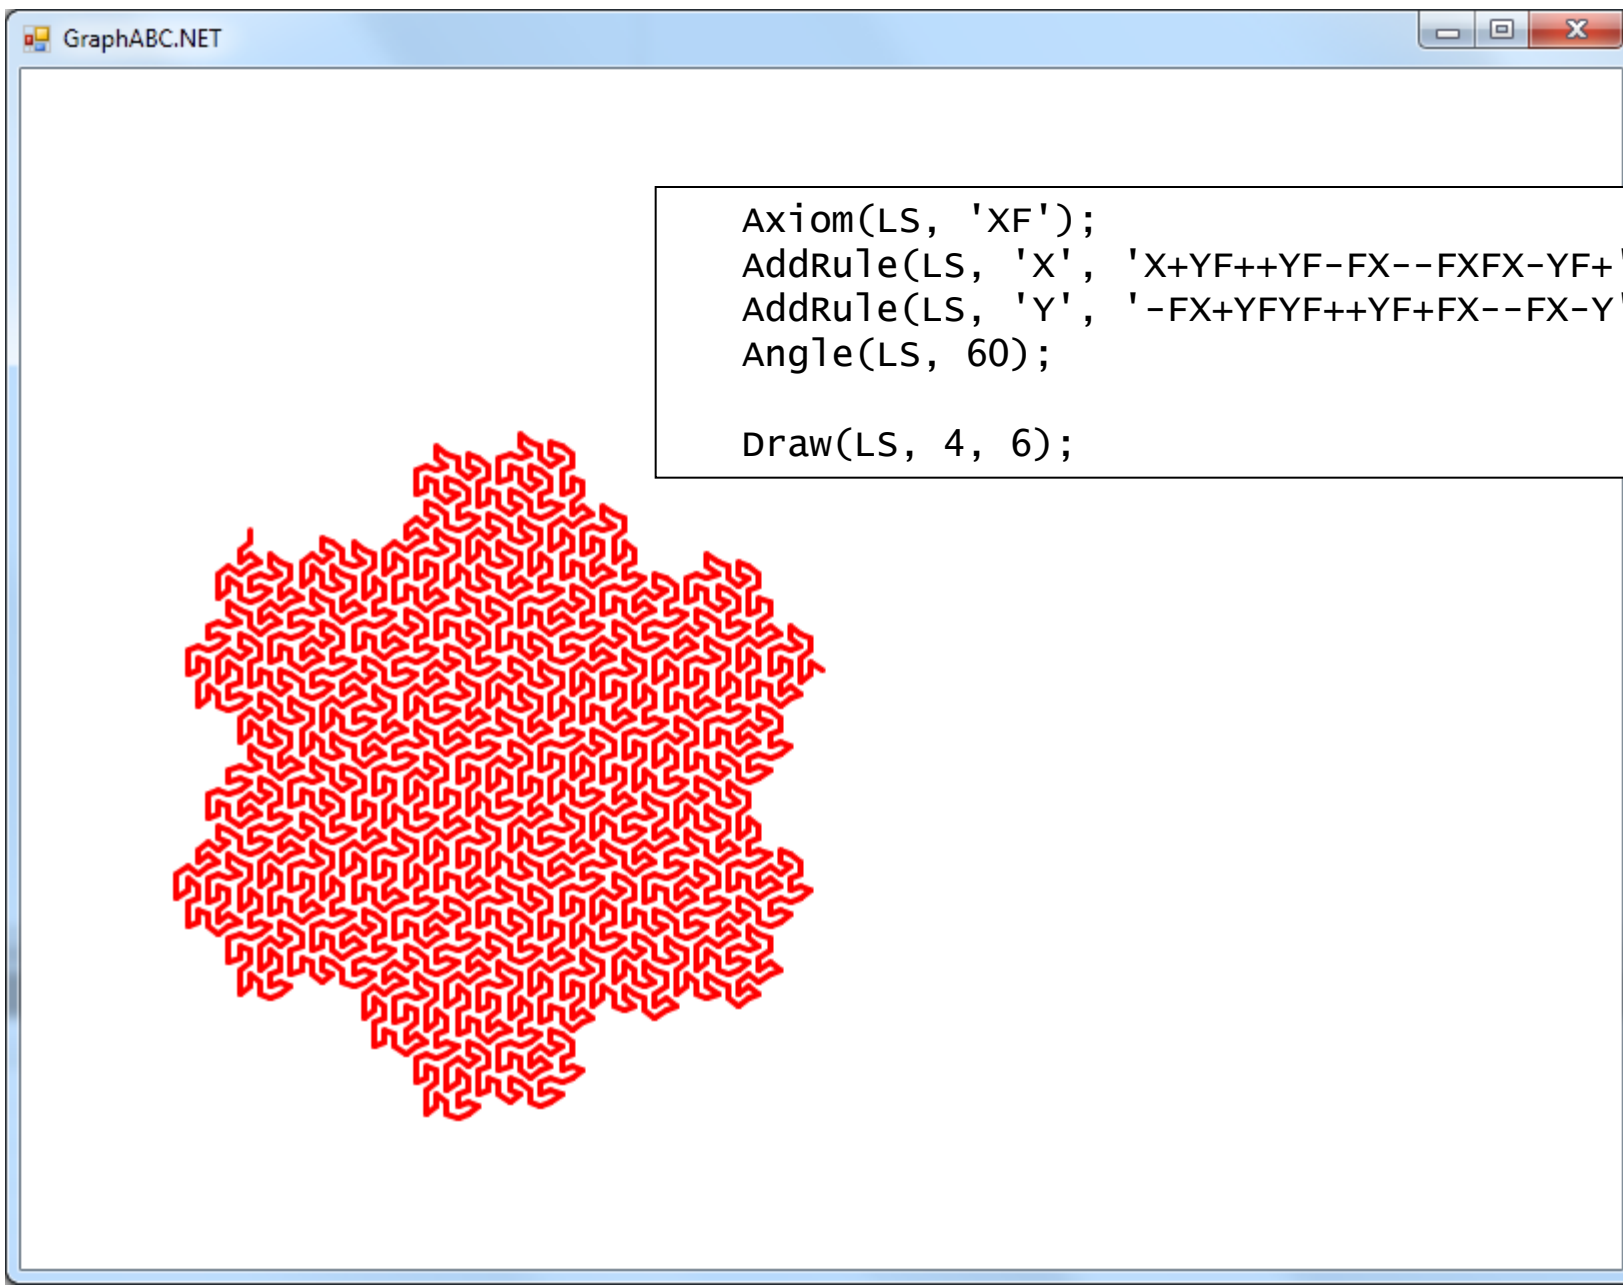 GraphABC.NET
Axiom(LS, 'XF');
AddRule(LS, 'X', 'X+YF++YF-FX--FXFX-YF+'
AddRule(LS, 'Y', '-FX+YFYF++YF+FX--FX-Y'
Angle(LS, 60);
Draw(LS, 4, 6);